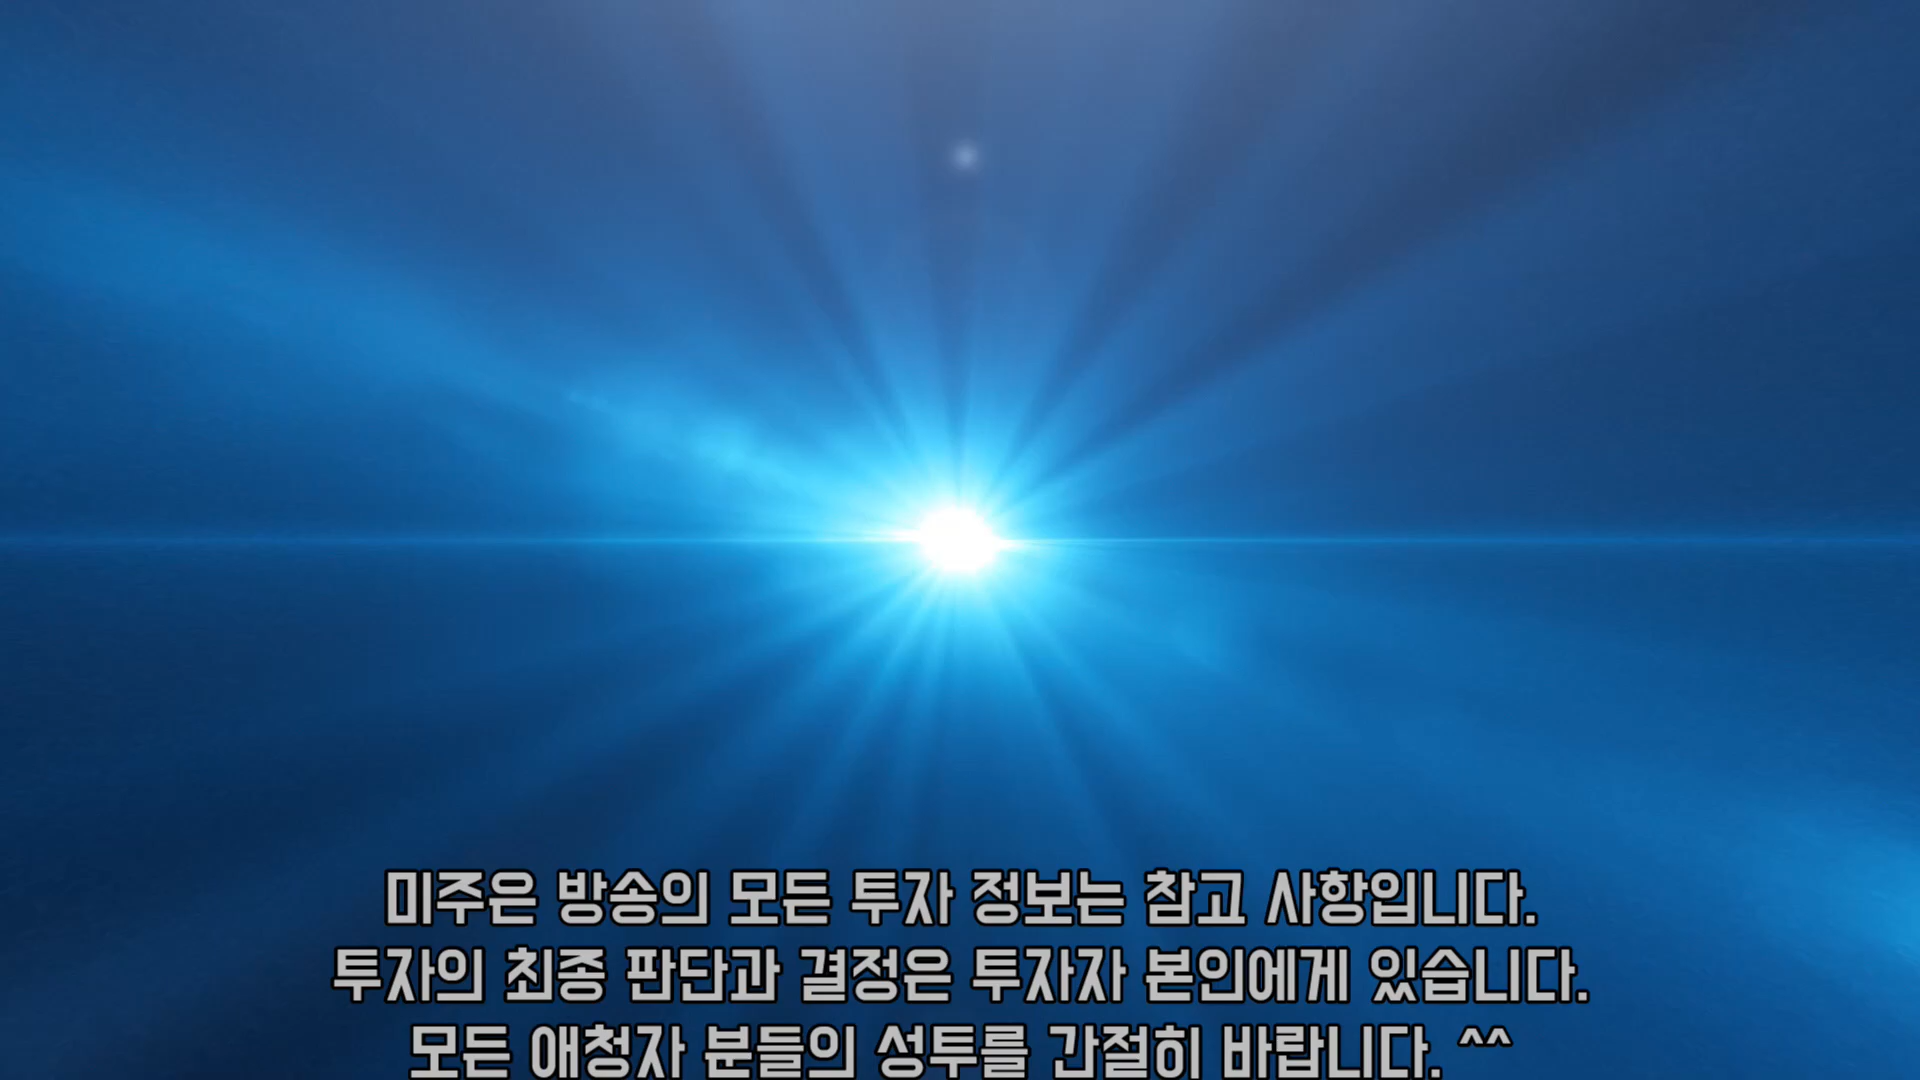 미주은 방송의 모든 투자 정보는 참고 사항입니다.
투자의 최종 판단과 결정은 투자자 본인에게 있습니다.
모든 애청자 분들의 성투를 간절히 바랍니다. ^^